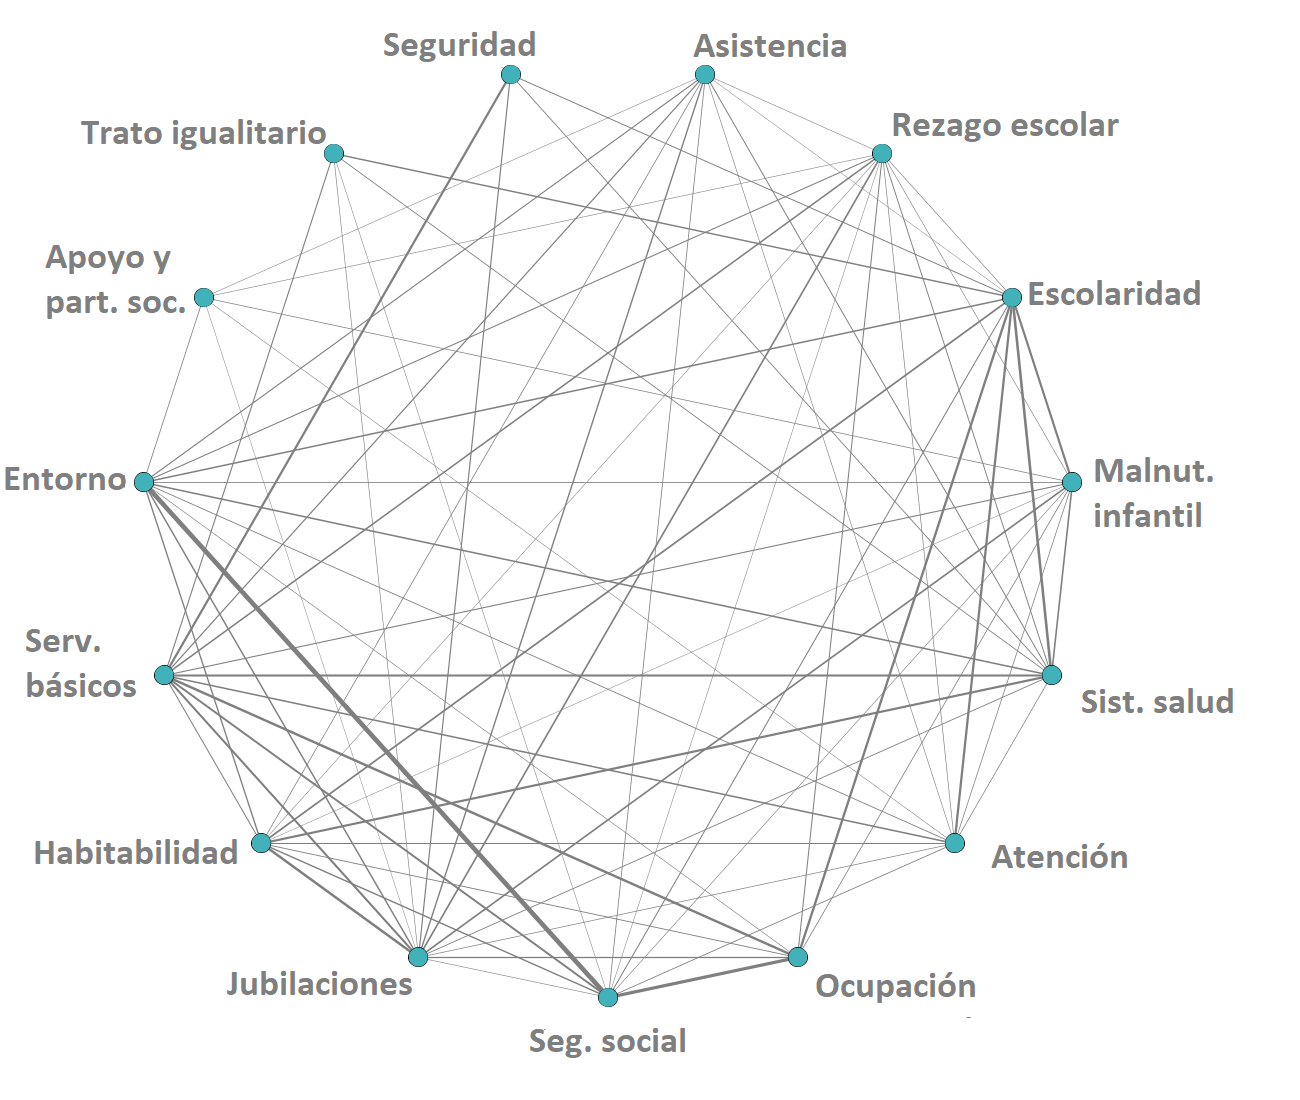 Seguridad
Asistencia
Trato igualitario
Rezago escolar
Apoyo y
part. soc.
Escolaridad
Entorno
Malnut.
infantil
Serv.
básicos
Sist. salud
Habitabilidad
Atención
Jubilaciones
Ocupación
Seg. social